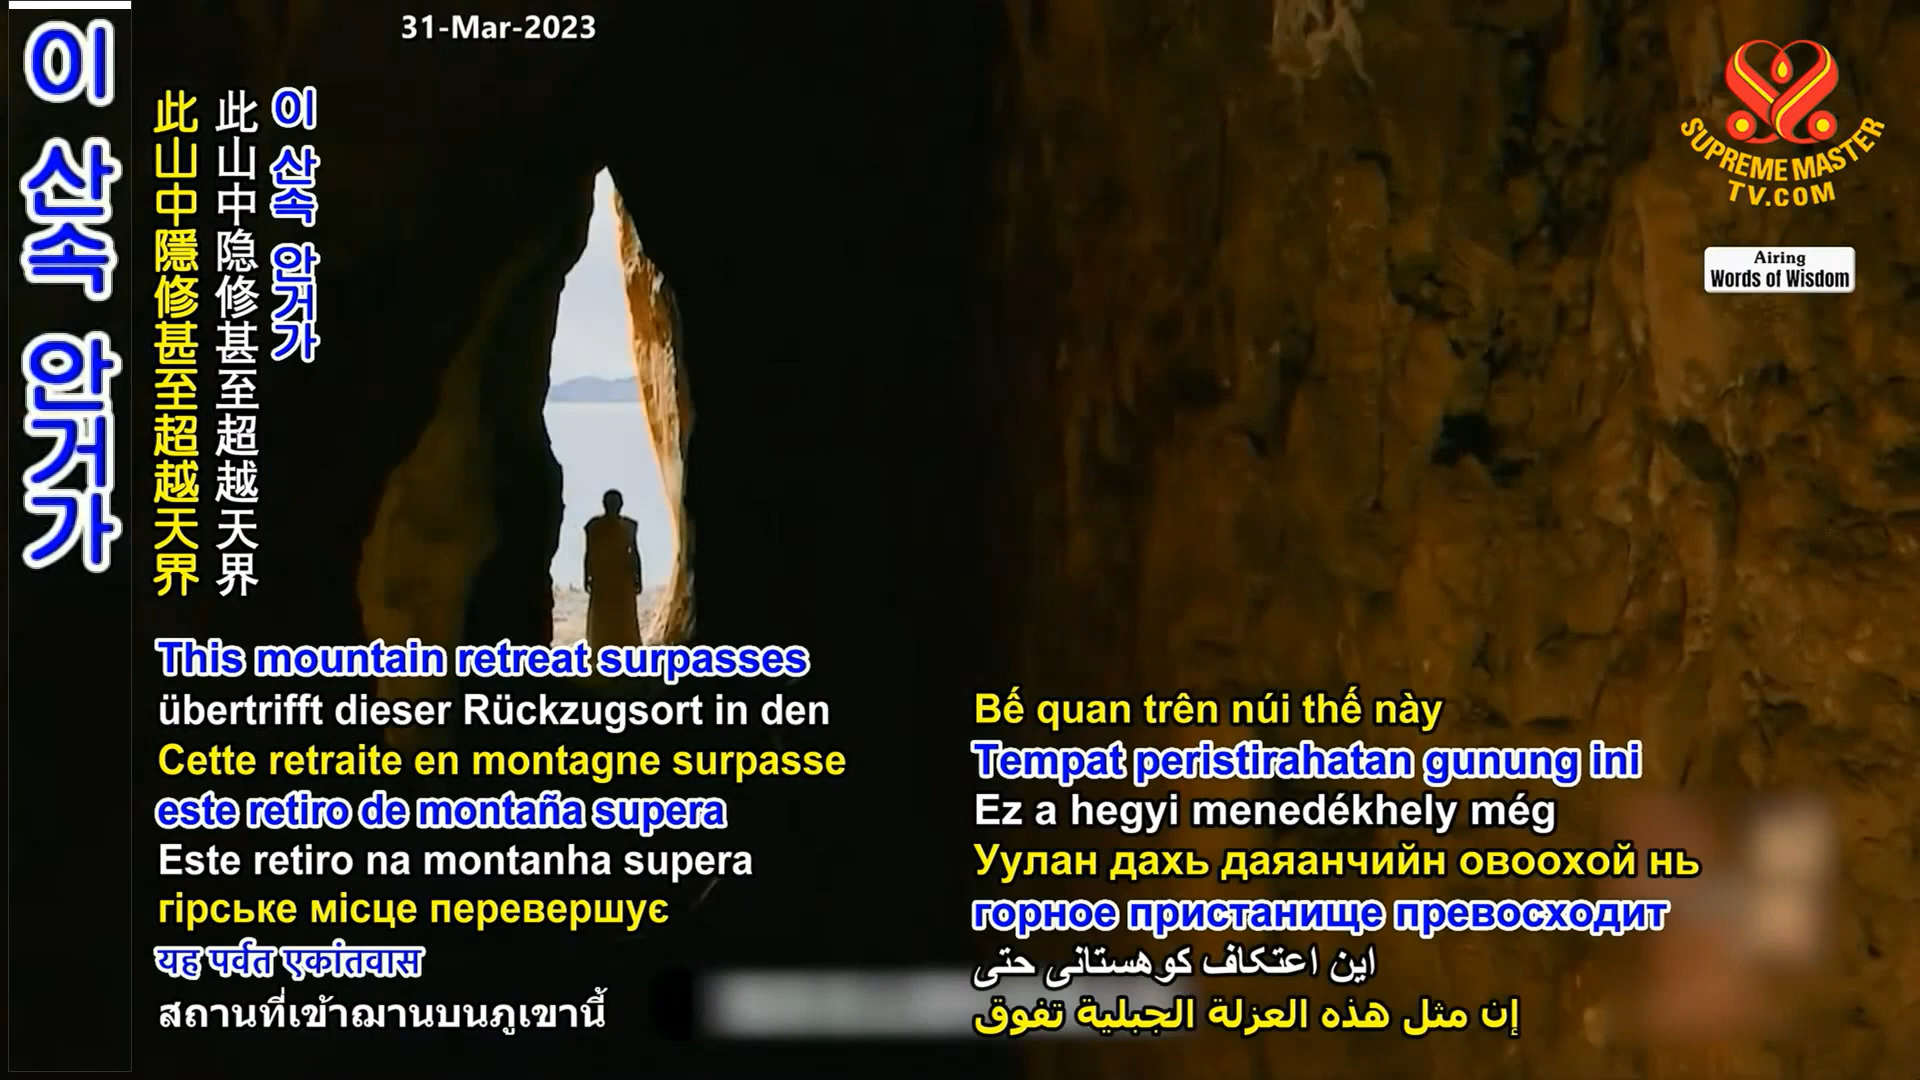 31-Mar-2023
이 산속 안거가
此山中隱修甚至超越天界
此山中隐修甚至超越天界
이 산속 안거가
SUPREME MASTER
TV.COM
Airing
Words of Wisdom
This mountain retreat surpasses
übertrifft dieser Rückzugsort in den
Cette retraite en montagne surpasse
este retiro de montaña supera
Este retiro na montanha supera
гірське місце перевершує
यह पर्वत एकांतवास
สถานที่เข้าฌานบนภูเขานี้
Bế quan trên núi thế này
Tempat peristirahatan gunung ini
Ez a hegyi menedékhely még
Уулан дахь даяанчийн овоохой нь
горное пристанище превосходит
این اعتکاف کوهستانی حتی
إن مثل هذه العزلة الجبلية تفوق